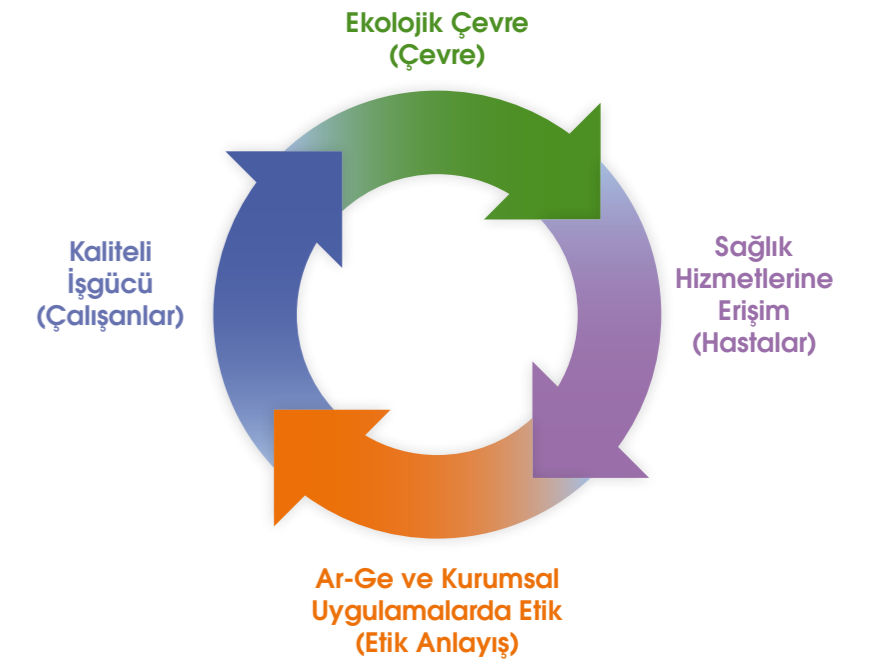 Ekolojik Çevre
(Çevre)
Sağlık
Hizmetlerine
Erişim
(Hastalar)
Ar-Ge ve Kurumsal
Uygulamalarda Etik
(Etik Anlayış)
Kaliteli
İşgücü
(Çalışanlar)